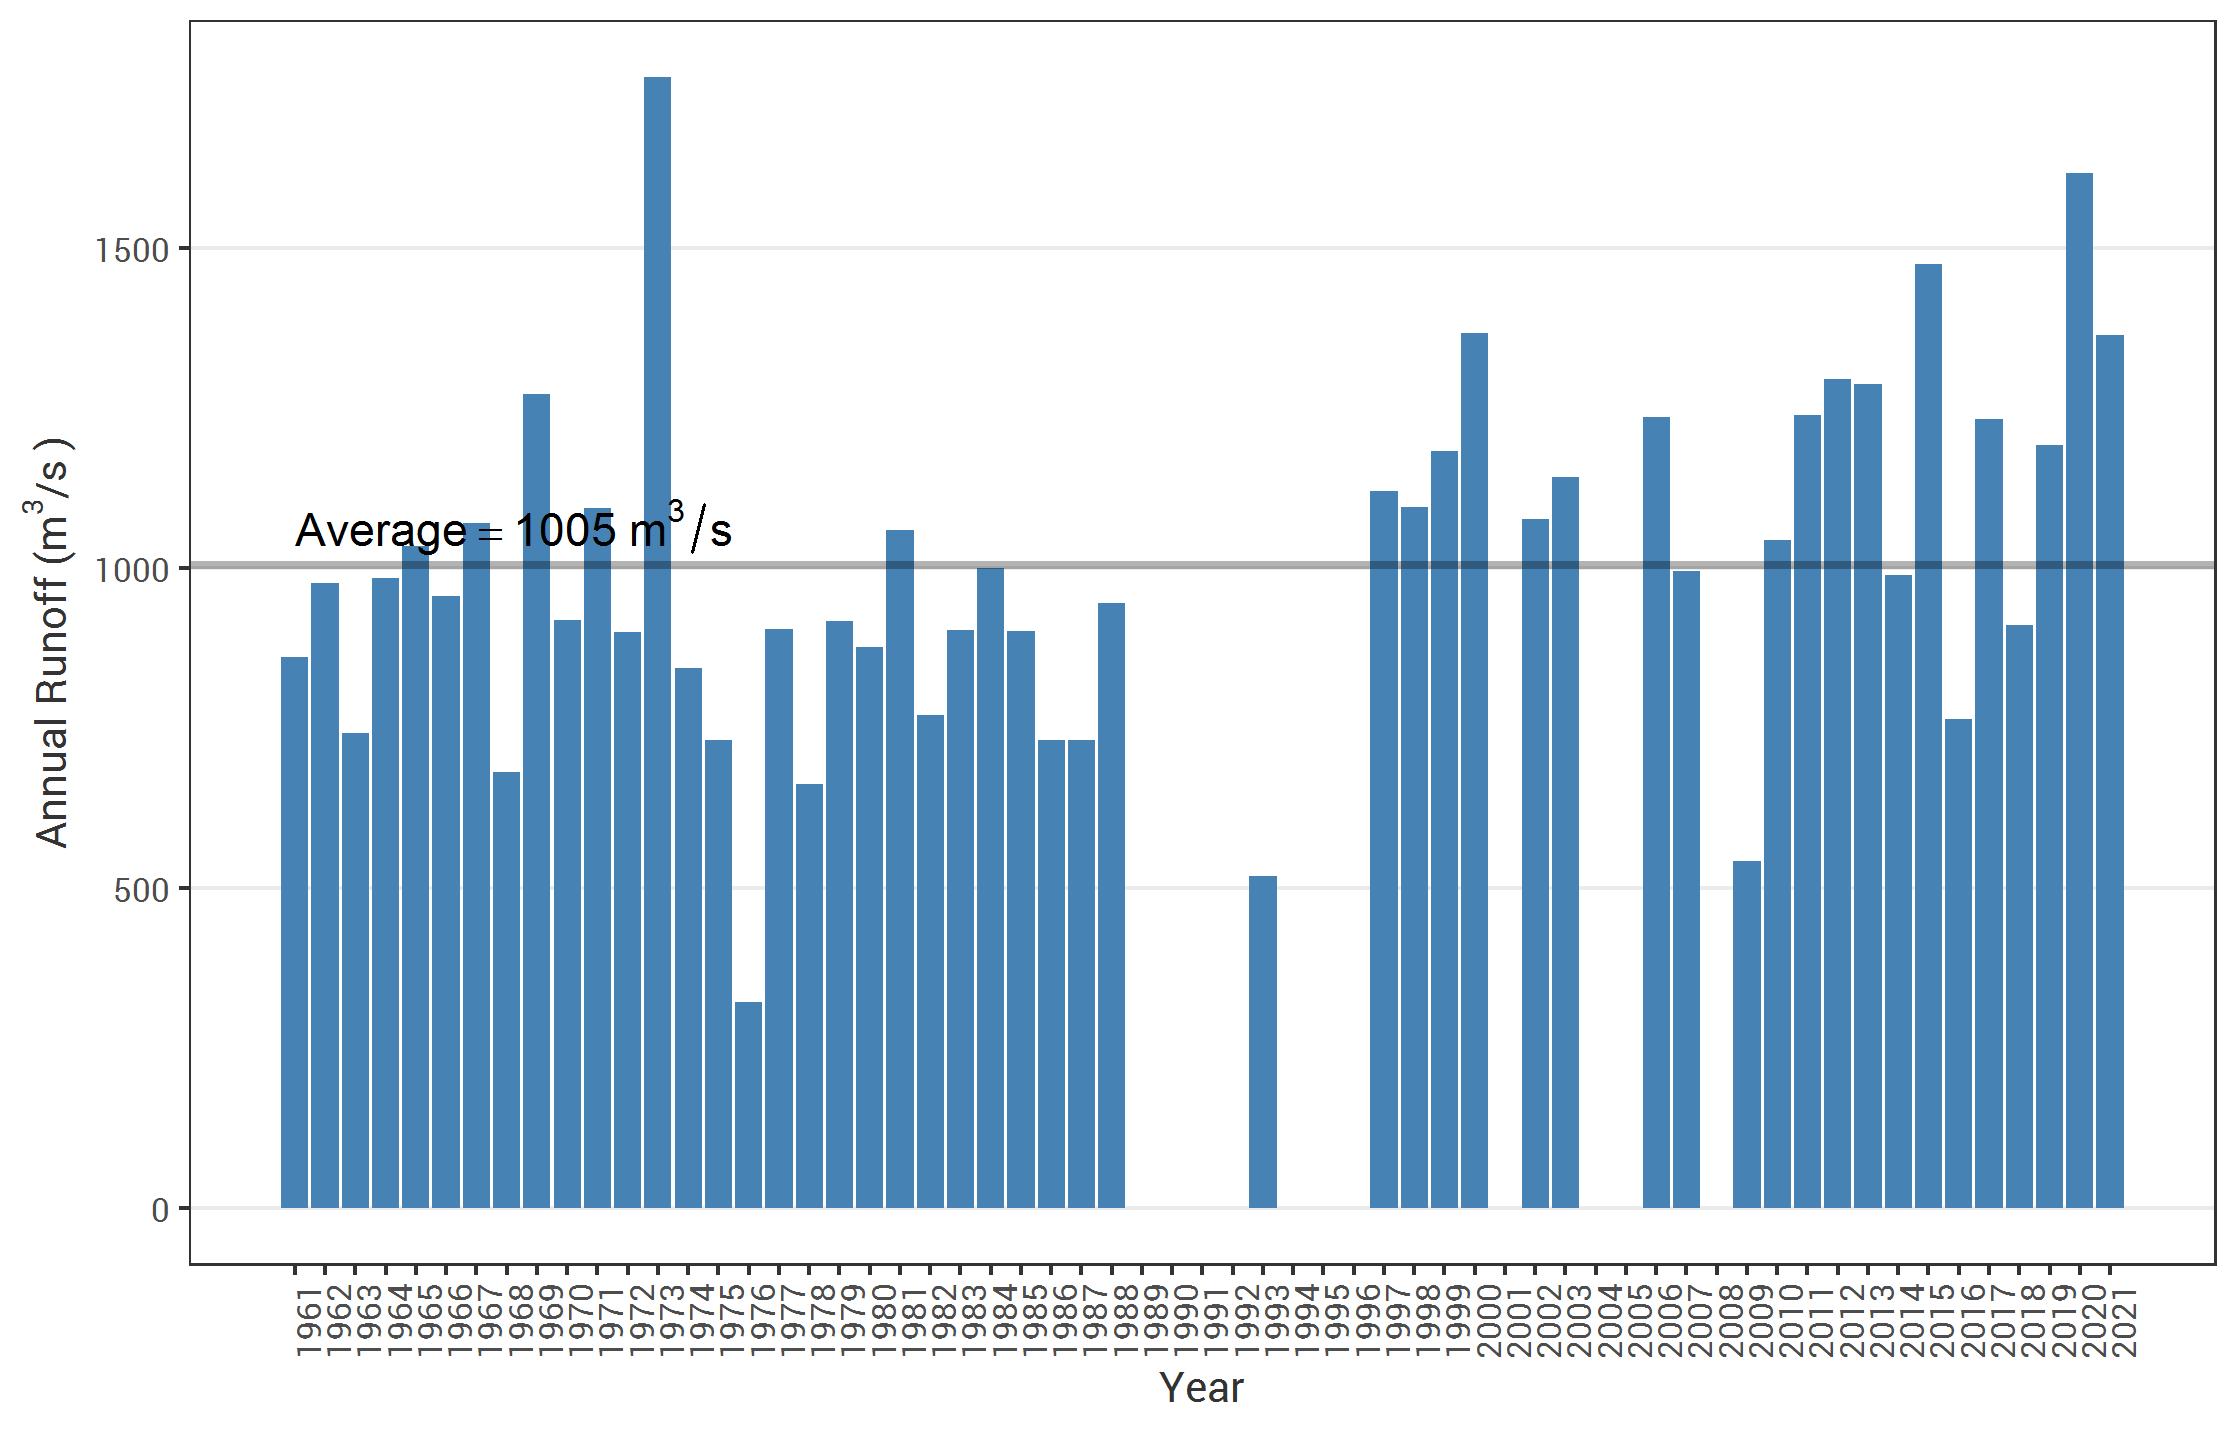 Annual Runoff (m³/s)
1500
1000
500
0
Average = 1005 m³/s
1961 1962 1963 1964 1965 1966 1967 1968 1969 1970 1971 1972 1973 1974 1975 1976 1977 1978 1979 1980 1981 1982 1983 1984 1985 1986 1987 1988 1989 1990 1991 1992 1993 1994 1995 1996 1997 1998 1999 2000 2001 2002 2003 2004 2005 2006 2007 2008 2009 2010 2011 2012 2013 2014 2015 2016 2017 2018 2019 2020 2021
Year